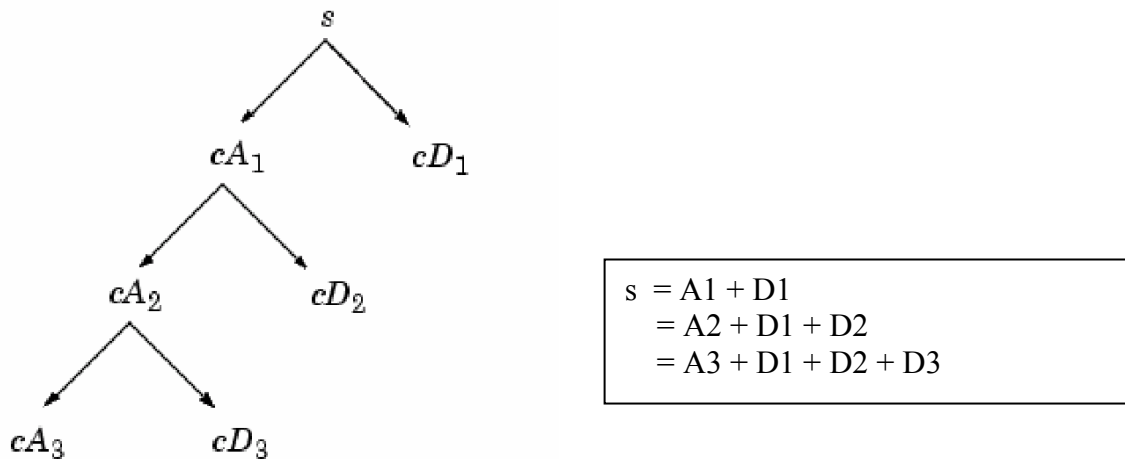 s
cA₁ cD₁
cA₂ cD₂
cA₃ cD₃
s = A1 + D1
= A2 + D1 + D2
= A3 + D1 + D2 + D3